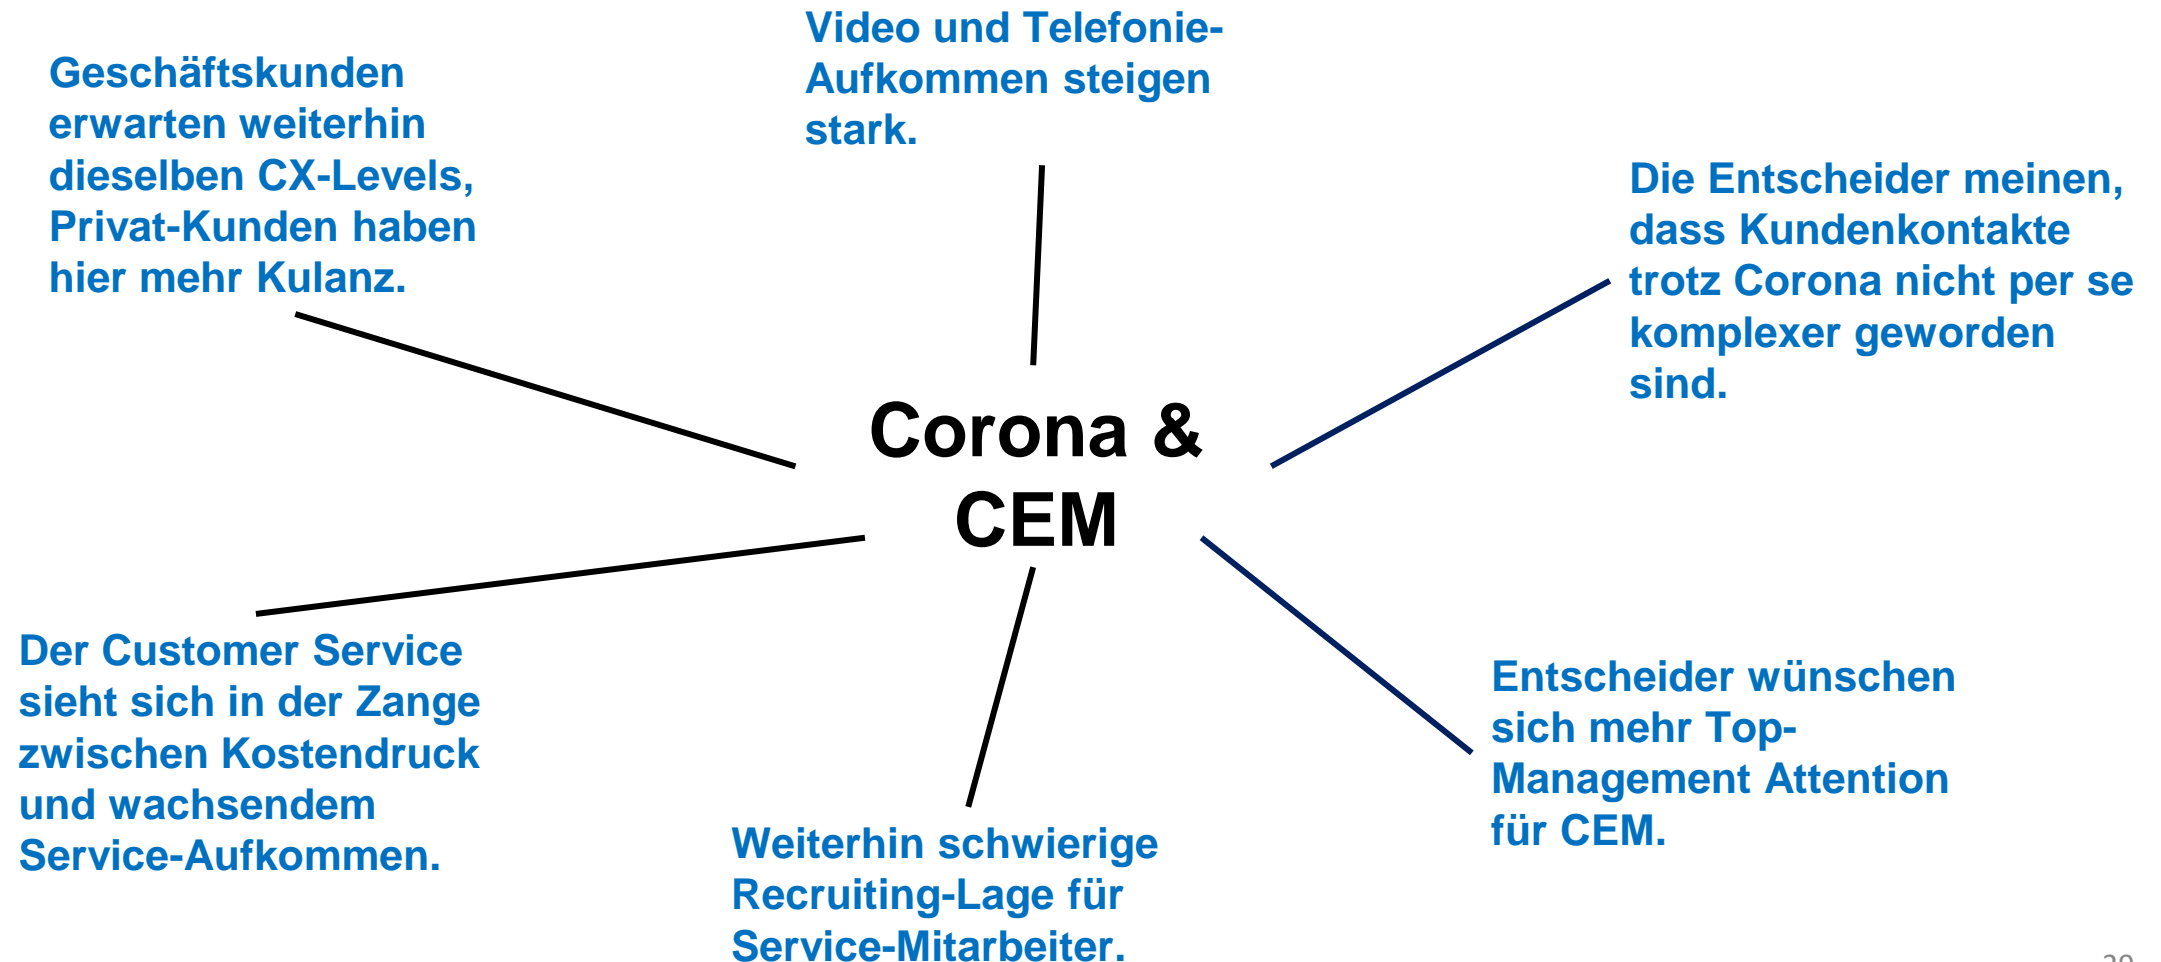 Video und Telefonie-
Aufkommen steigen
stark.
Geschäftskunden
erwarten weiterhin
dieselben CX-Levels,
Privat-Kunden haben
hier mehr Kulanz.
Die Entscheider meinen,
dass Kundenkontakte
trotz Corona nicht per se
komplexer geworden
sind.
Corona &
CEM
Der Customer Service
sieht sich in der Zange
zwischen Kostendruck
und wachsendem
Service-Aufkommen.
Entscheider wünschen
sich mehr Top-
Management Attention
für CEM.
Weiterhin schwierige
Recruiting-Lage für
Service-Mitarbeiter.